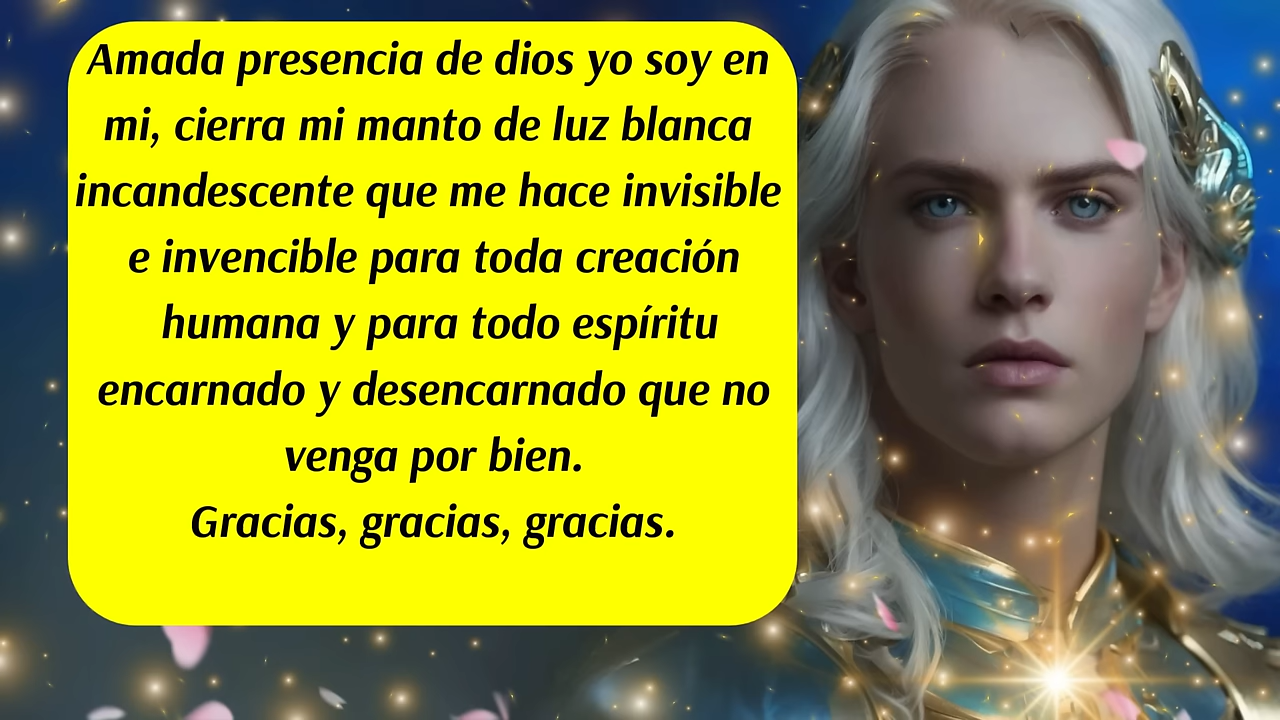 Amada presencia de dios yo soy en
mi, cierra mi manto de luz blanca
incandescente que me hace invisible
e invencible para toda creación
humana y para todo espíritu
encarnado y desencarnado que no
venga por bien.
Gracias, gracias, gracias.